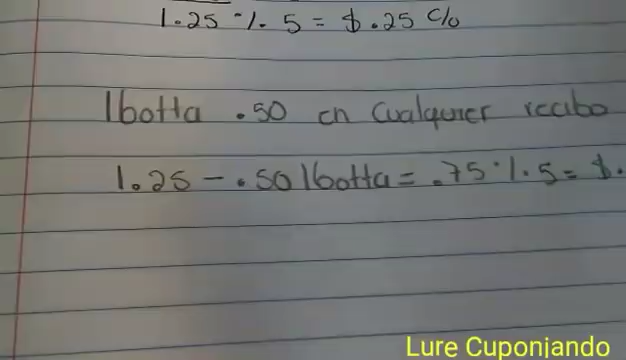 1.25 ÷ 5 = $.25 c/o
Ibotta .50 en cualquier recibo
1.25 - .50 Ibotta = .75 ÷ 5 = $.
Lure Cuponiando